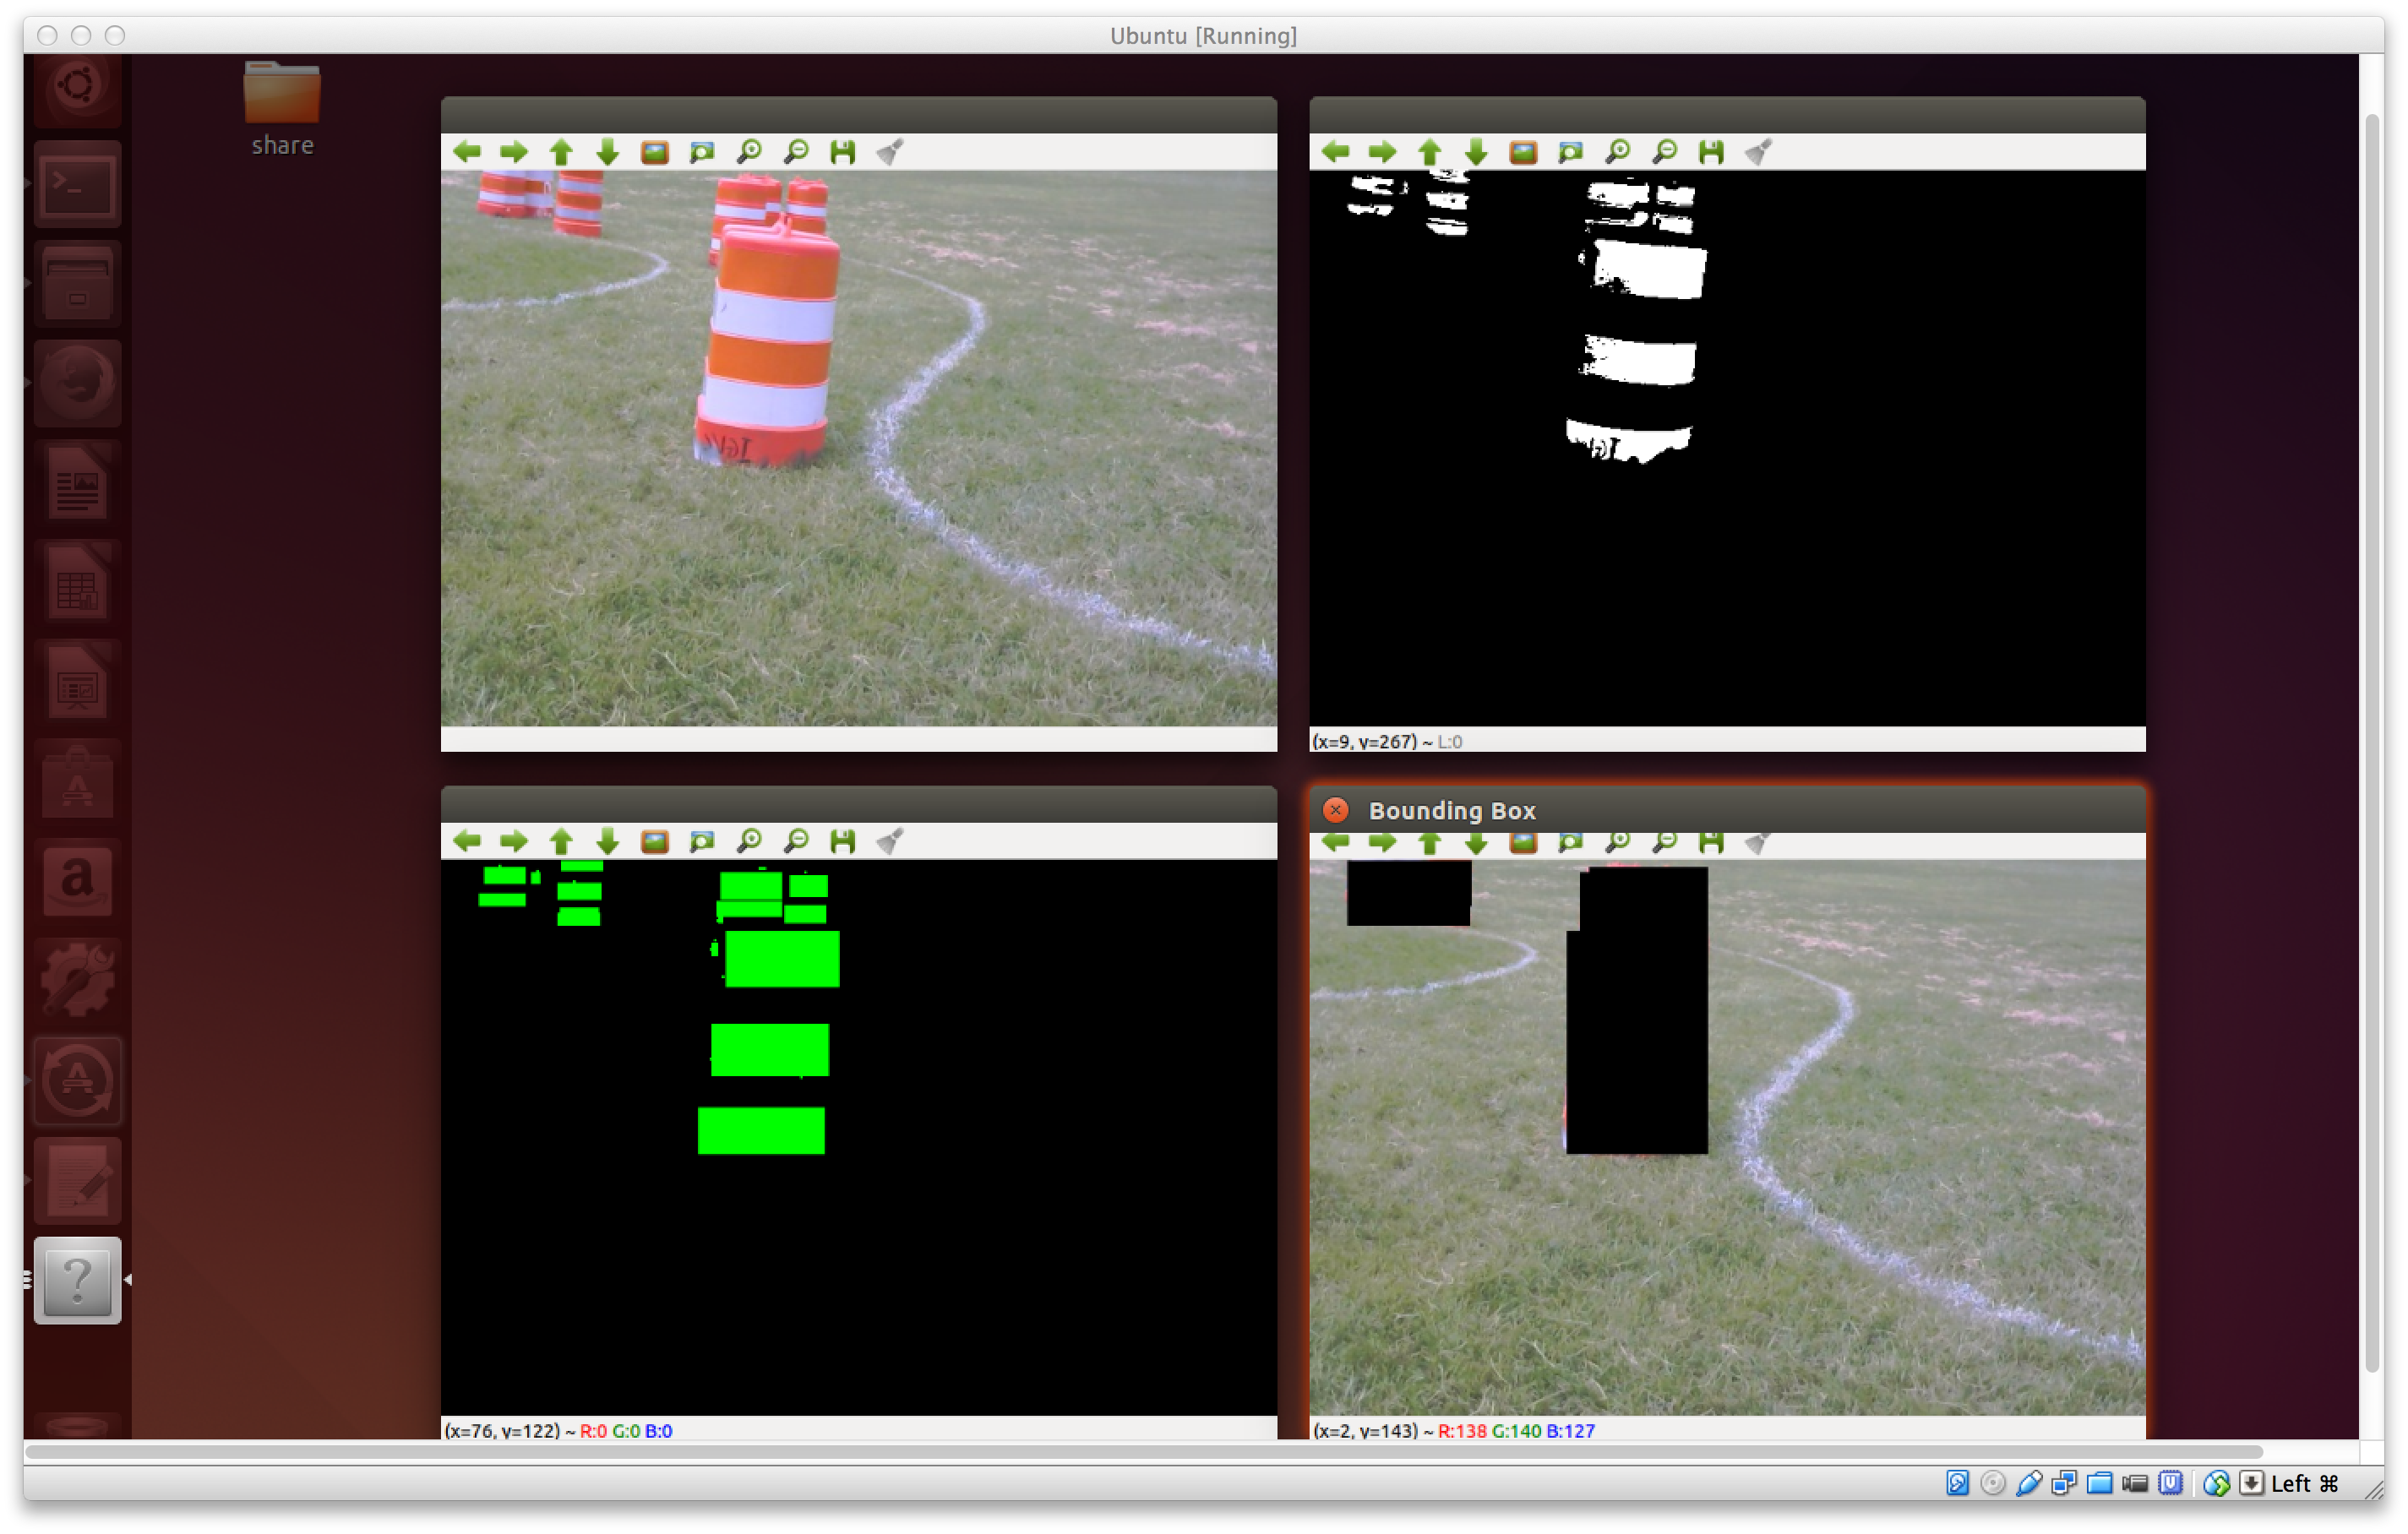 Ubuntu [Running]
share
(x=9, y=267) ~ L:0
Bounding Box
(x=76, y=122) ~ R:0 G:0 B:0
(x=2, y=143) ~ R:138 G:140 B:127
Left ⌘